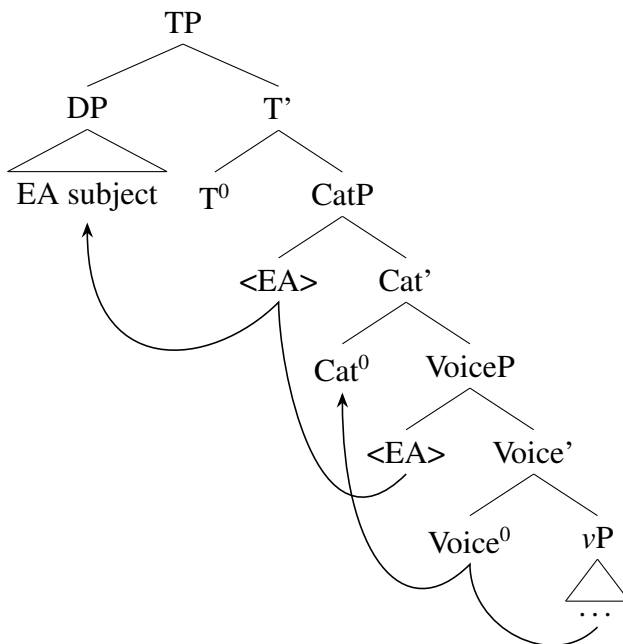 TP
DP T’
EA subject T⁰ CatP
<EA> Cat’
Cat⁰ VoiceP
<EA> Voice’
Voice⁰ vP
...